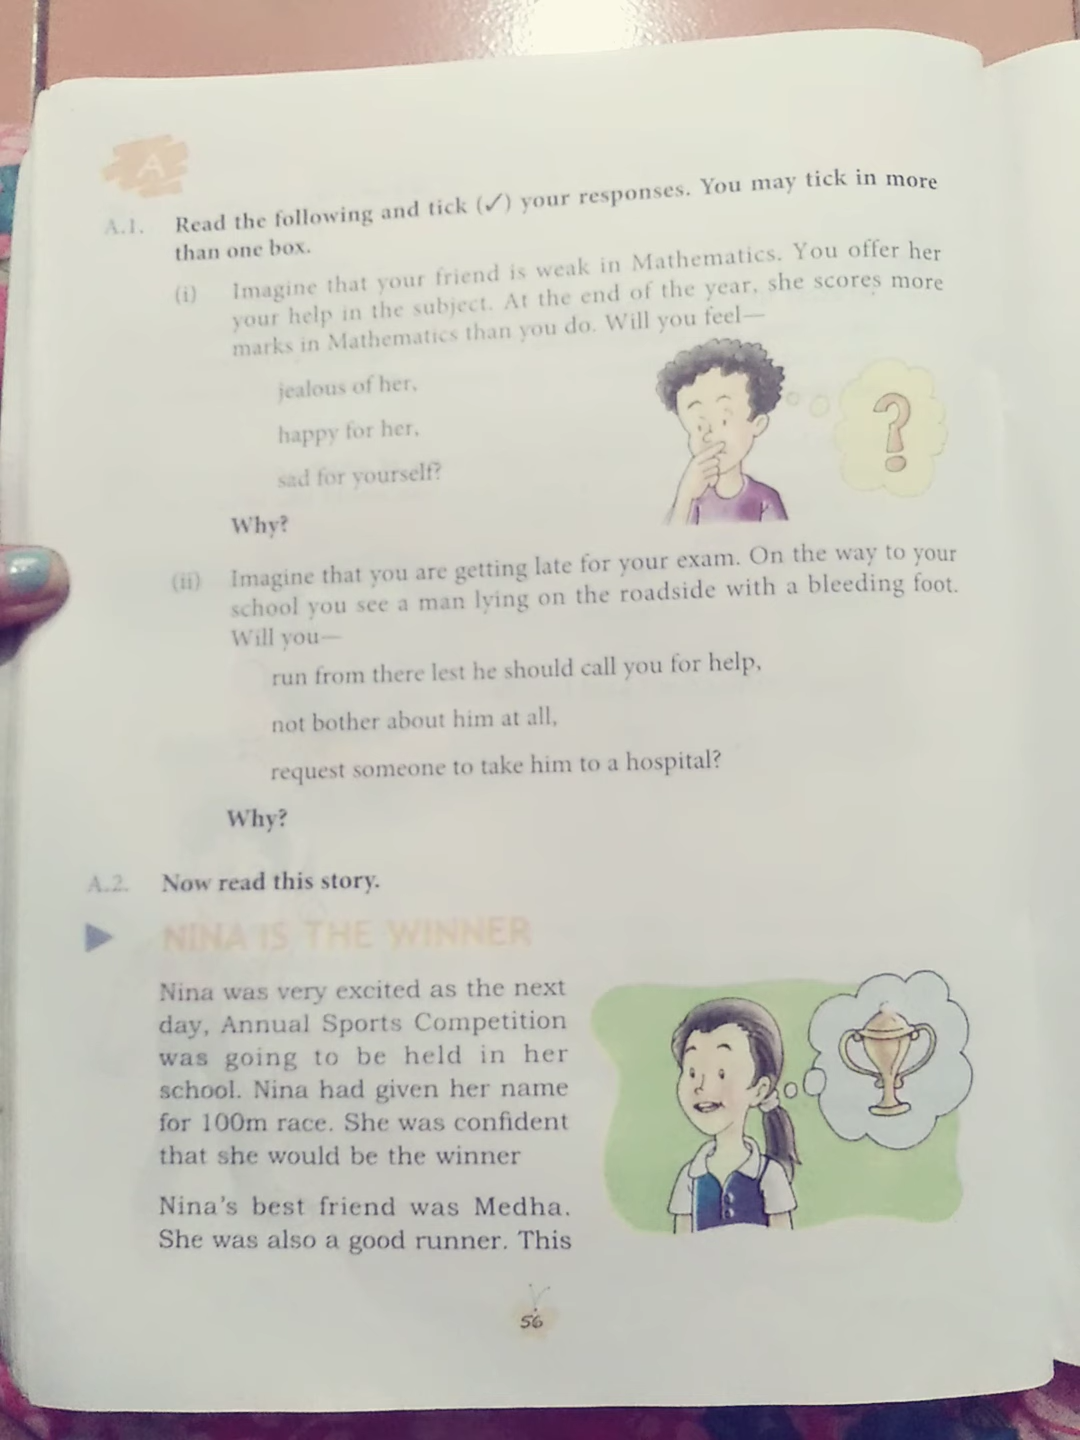 A
A.1. Read the following and tick (✓) your responses. You may tick in more
than one box.
(i) Imagine that your friend is weak in Mathematics. You offer her
your help in the subject. At the end of the year, she scores more
marks in Mathematics than you do. Will you feel—
jealous of her,
happy for her,
sad for yourself?
?
Why?
(ii) Imagine that you are getting late for your exam. On the way to your
school you see a man lying on the roadside with a bleeding foot.
Will you—
run from there lest he should call you for help,
not bother about him at all,
request someone to take him to a hospital?
Why?
A.2. Now read this story.
NINA IS THE WINNER
Nina was very excited as the next
day, Annual Sports Competition
was going to be held in her
school. Nina had given her name
for 100m race. She was confident
that she would be the winner
Nina's best friend was Medha.
She was also a good runner. This
56